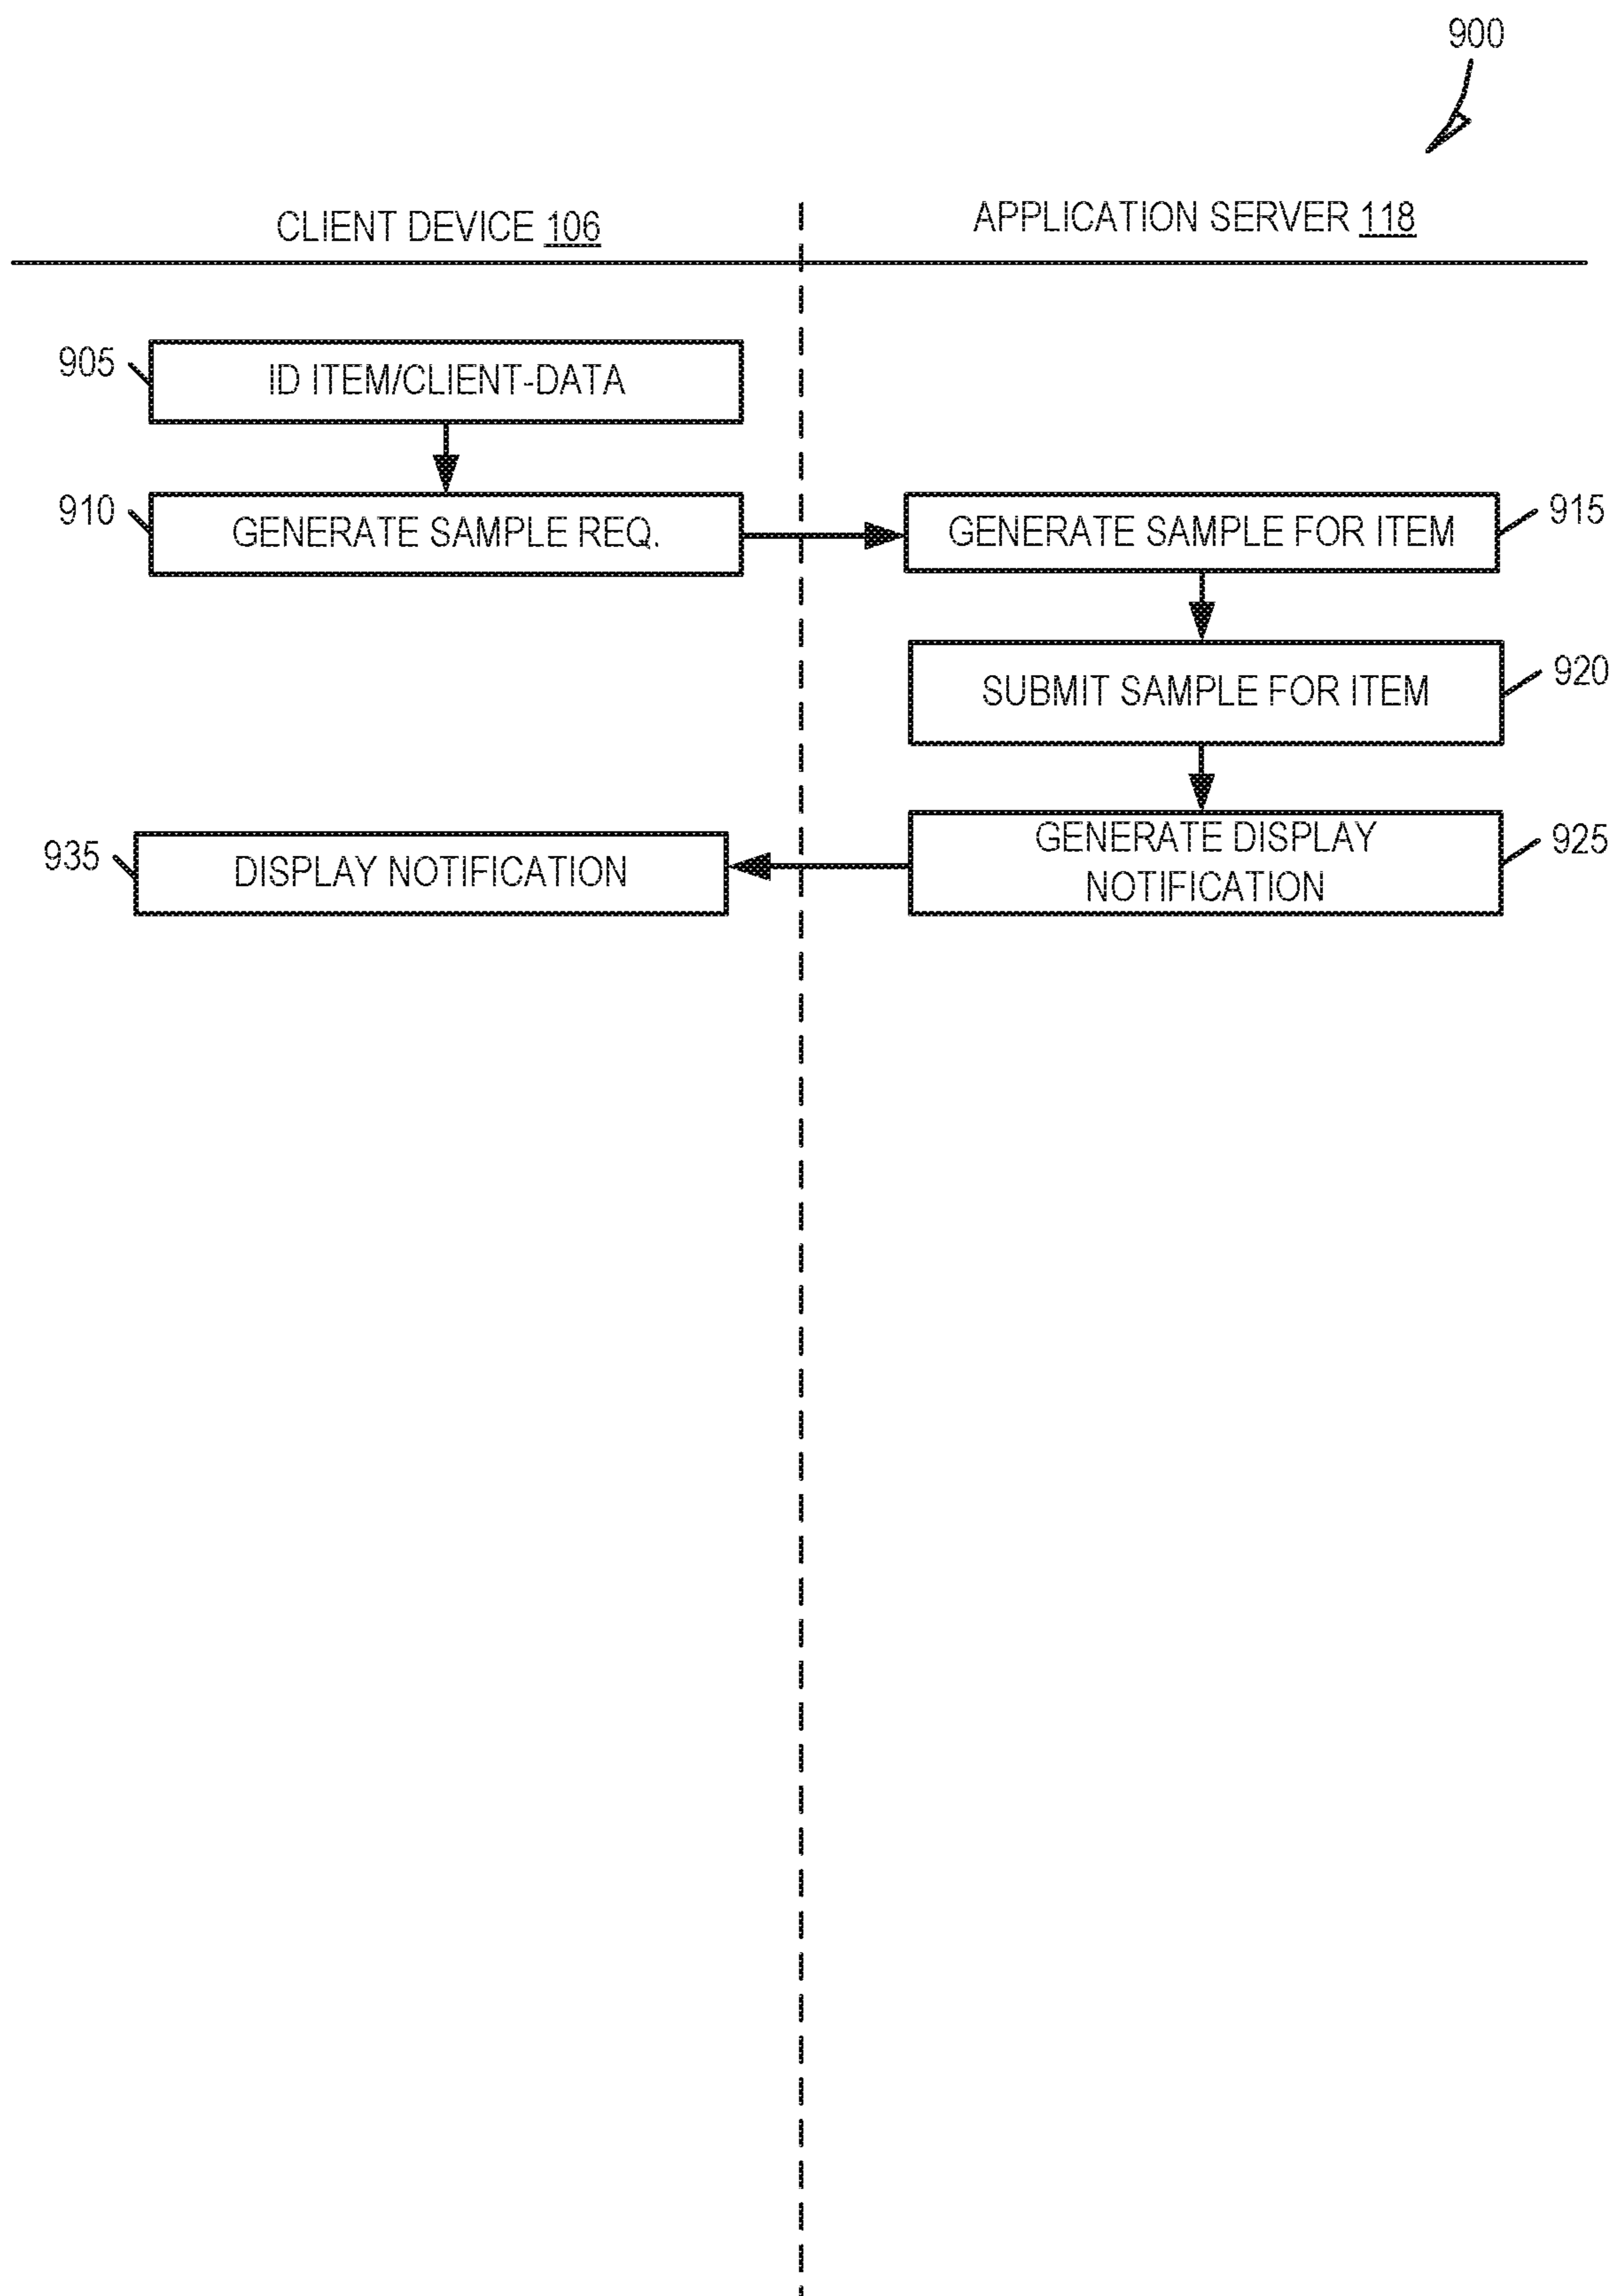 900
CLIENT DEVICE 106
APPLICATION SERVER 118
905
ID ITEM/CLIENT-DATA
910
GENERATE SAMPLE REQ.
GENERATE SAMPLE FOR ITEM
915
SUBMIT SAMPLE FOR ITEM
920
935
DISPLAY NOTIFICATION
GENERATE DISPLAY
NOTIFICATION
925